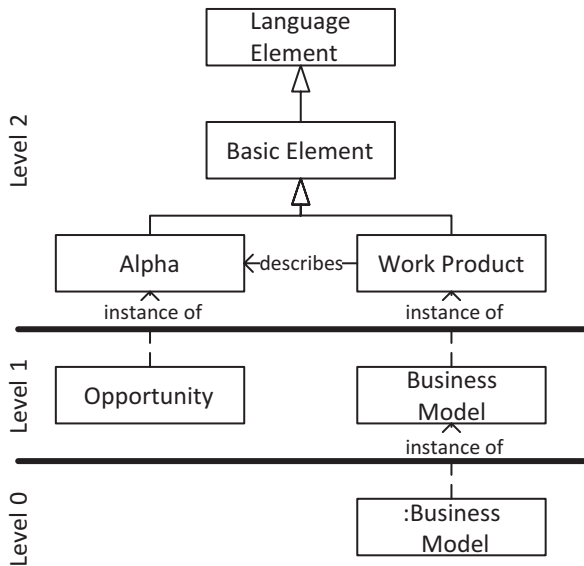 Language
Element
Level 2
Basic Element
Alpha
describes
Work Product
instance of
instance of
Level 1
Opportunity
Business
Model
instance of
Level 0
:Business
Model